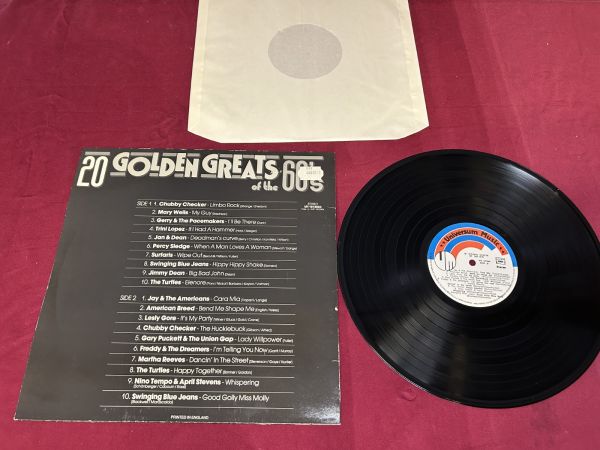 20 GOLDEN GREATS of the 60's
SIDE 1 1. Chubby Checker - Limbo Rock
2. Mary Wells - My Guy
3. Gerry & The Pacemakers - I'll Be There
4. Trini Lopez - If I Had A Hammer
5. Jan & Dean - Deadman's curve
6. Percy Sledge - When A Man Loves A Woman
7. Surfaris - Wipe Out
8. Swinging Blue Jeans - Hippy Hippy Shake
9. Jimmy Dean - Big Bad John
10. The Turtles - Elenore
SIDE 2 1. Jay & The Americans - Cara Mia
2. American Breed - Bend Me Shape Me
3. Lesly Gore - It's My Party
4. Chubby Checker - The Hucklebuck
5. Gary Puckett & The Union Gap - Lady Willpower
6. Freddy & The Dreamers - I'm Telling You Now
7. Martha Reeves - Dancin' In The Street
8. The Turtles - Happy Together
9. Nino Tempo & April Stevens - Whispering
10. Swinging Blue Jeans - Good Golly Miss Molly
PRINTED IN ENGLAND
Universum Music